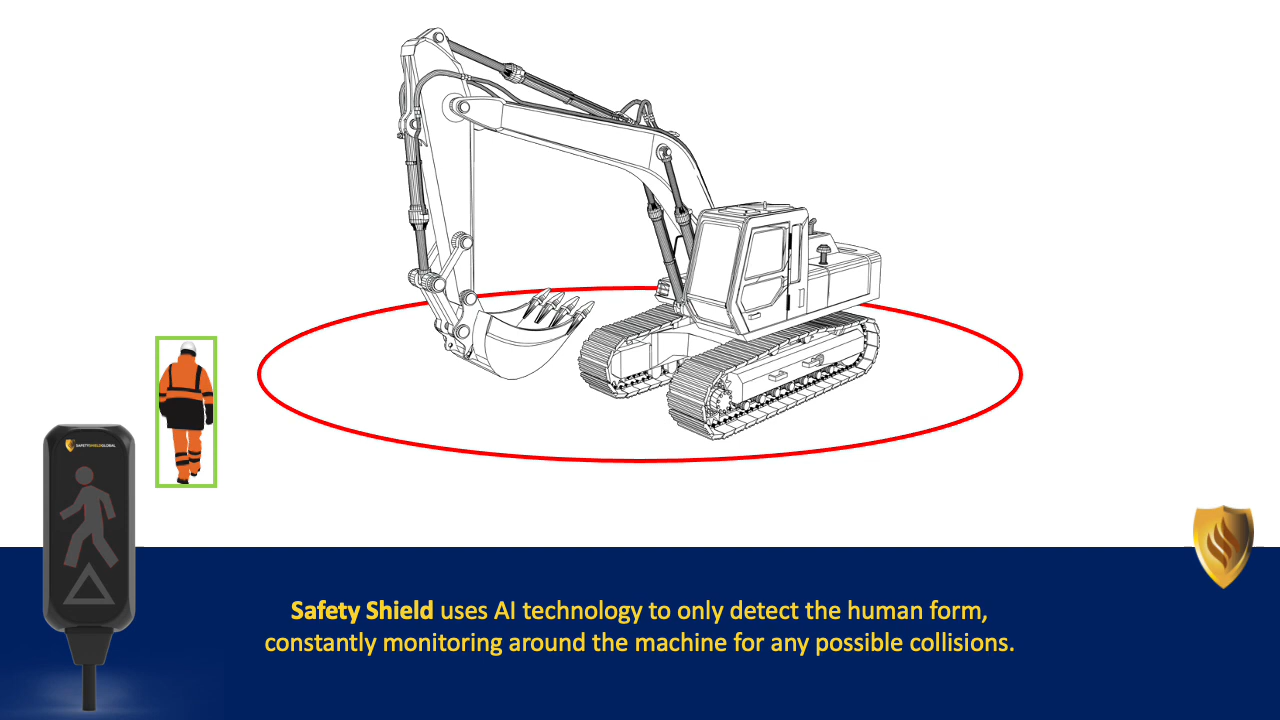 SAFETYSHIELDGLOBAL
Safety Shield uses AI technology to only detect the human form,
constantly monitoring around the machine for any possible collisions.